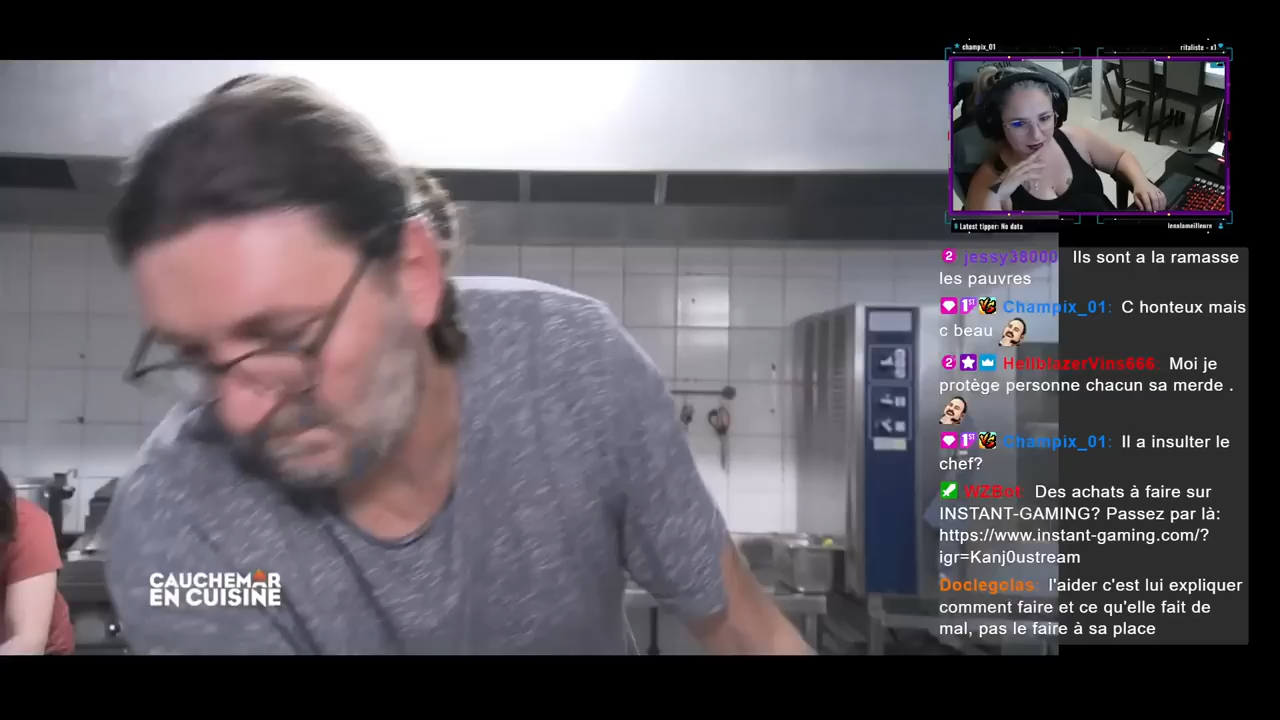 champix_01
ritaliste - x1
Latest tipper: No data
lenalameilleure
jessy38000 Ils sont a la ramasse
les pauvres
Champix_01: C honteux mais
c beau
HellblazerVins666: Moi je
protège personne chacun sa merde .
Champix_01: Il a insulter le
chef?
WZBot: Des achats à faire sur
INSTANT-GAMING? Passez par là:
https://www.instant-gaming.com/?
igr=Kanj0ustream
Doclegolas: l'aider c'est lui expliquer
comment faire et ce qu'elle fait de
mal, pas le faire à sa place
CAUCHEMAR
EN CUISINE